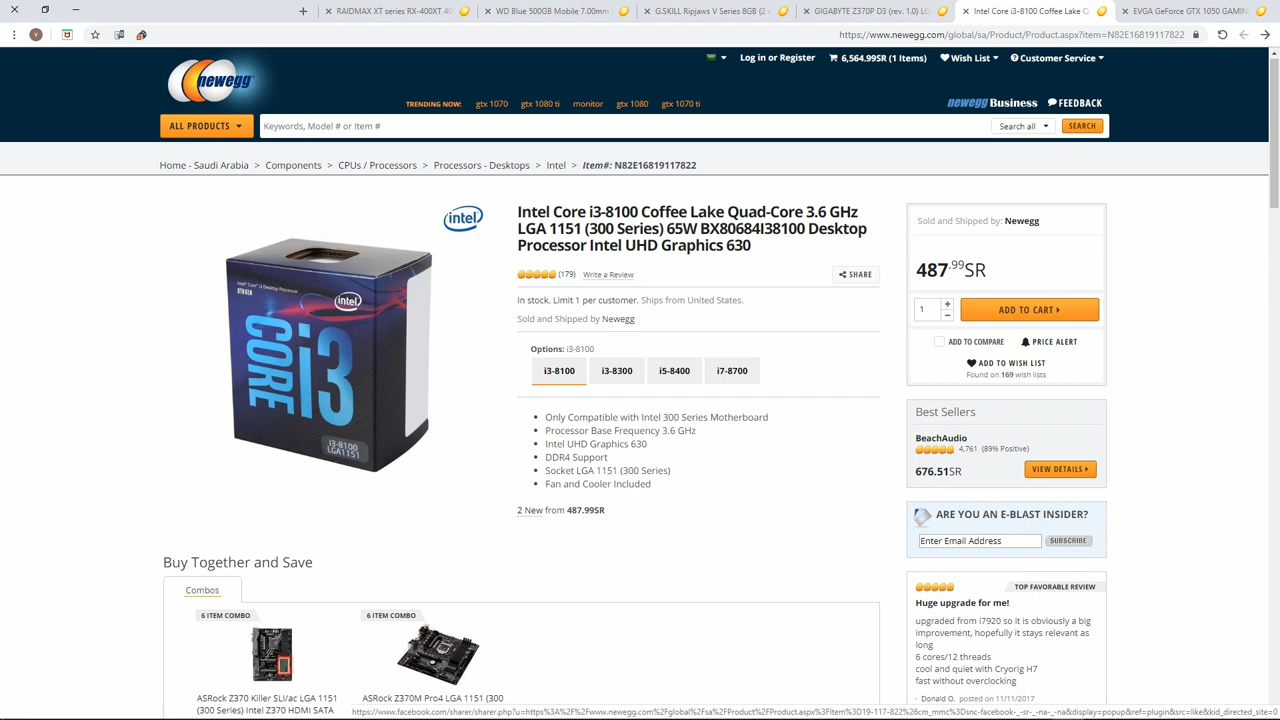 RAIDMAX XT series RX-400XT 40
WD Blue 500GB Mobile 7.00mm
G.SKILL Ripjaws V Series 8GB (2 x
GIGABYTE Z370P D3 (rev. 1.0) LG
Intel Core i3-8100 Coffee Lake Q
EVGA GeForce GTX 1050 GAMIN
https://www.newegg.com/global/sa/Product/Product.aspx?item=N82E16819117822
newegg
Log in or Register
6,564.99SR (1 Items)
Wish List
Customer Service
TRENDING NOW: gtx 1070 gtx 1080 ti monitor gtx 1080 gtx 1070 ti
newegg Business
FEEDBACK
ALL PRODUCTS
Keywords, Model # or Item #
Search all
SEARCH
Home - Saudi Arabia > Components > CPUs / Processors > Processors - Desktops > Intel > Item#: N82E16819117822
intel
Intel Core i3-8100 Coffee Lake Quad-Core 3.6 GHz
LGA 1151 (300 Series) 65W BX80684I38100 Desktop
Processor Intel UHD Graphics 630
(179) Write a Review
SHARE
In stock. Limit 1 per customer. Ships from United States.
Sold and Shipped by Newegg
Options: i3-8100
i3-8100 i3-8300 i5-8400 i7-8700
Only Compatible with Intel 300 Series Motherboard
Processor Base Frequency 3.6 GHz
Intel UHD Graphics 630
DDR4 Support
Socket LGA 1151 (300 Series)
Fan and Cooler Included
2 New from 487.99SR
intel
CORE i3
i3-8100
LGA1151
Sold and Shipped by: Newegg
487.99SR
1
ADD TO CART
ADD TO COMPARE
PRICE ALERT
ADD TO WISH LIST
Found on 169 wish lists
Best Sellers
BeachAudio
4,761 (89% Positive)
676.51SR
VIEW DETAILS
ARE YOU AN E-BLAST INSIDER?
Enter Email Address
SUBSCRIBE
TOP FAVORABLE REVIEW
Huge upgrade for me!
upgraded from i7920 so it is obviously a big
improvement, hopefully it stays relevant as
long
6 cores/12 threads
cool and quiet with Cryorig H7
fast without overclocking
- Donald O. posted on 11/11/2017
Buy Together and Save
Combos
6 ITEM COMBO
6 ITEM COMBO
ASRock Z370 Killer SLI/ac LGA 1151
(300 Series) Intel Z370 HDMI SATA
ASRock Z370M Pro4 LGA 1151 (300